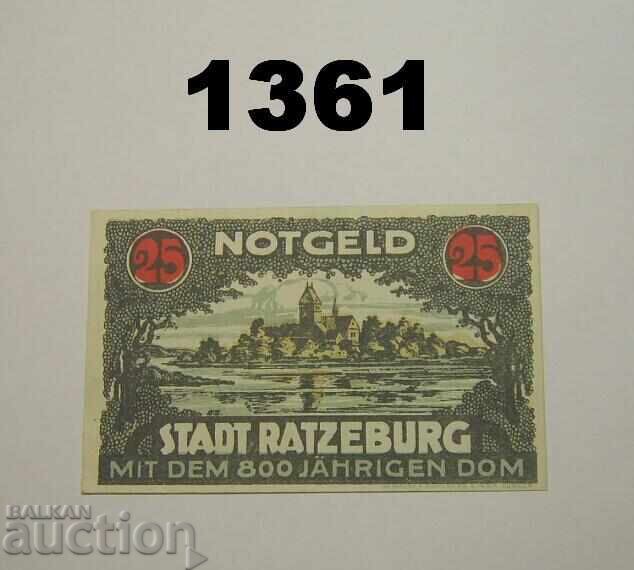 1361
25 NOTGELD 25
STADT RATZEBURG
MIT DEM 800 JÄHRIGEN DOM
BALKAN
auction